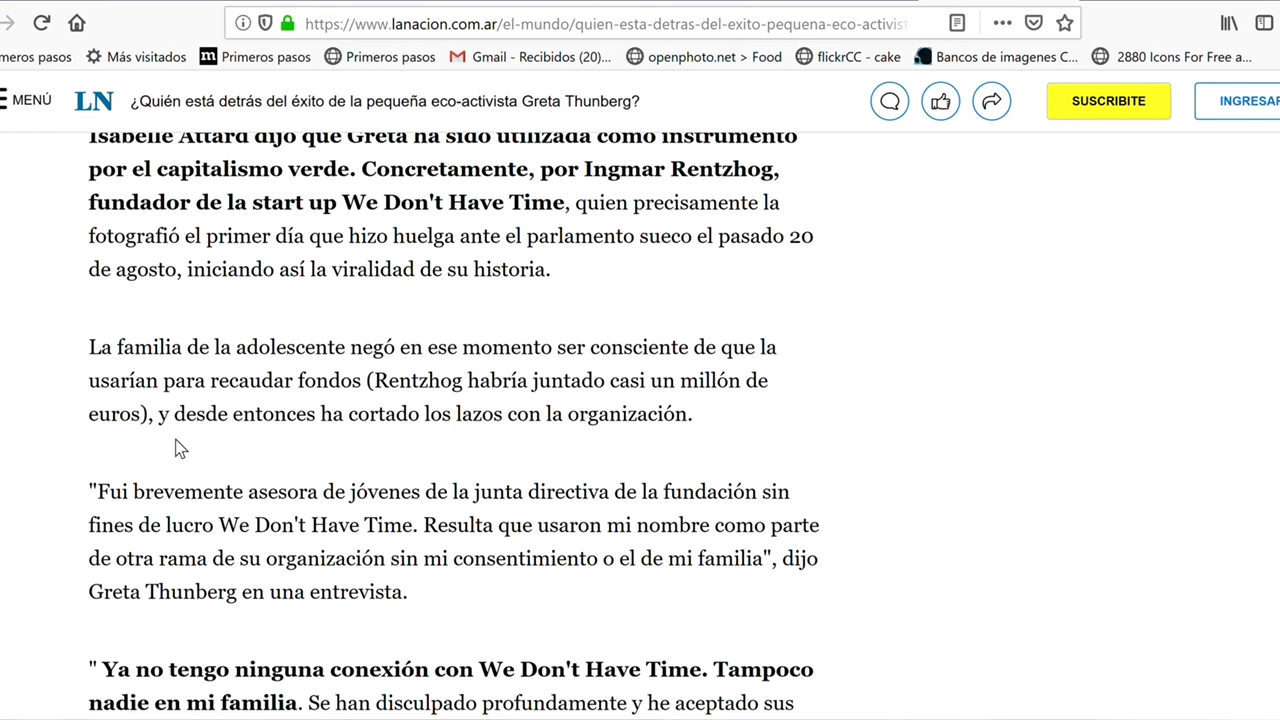 https://www.lanacion.com.ar/el-mundo/quien-esta-detras-del-exito-pequena-eco-activist
meros pasos
Más visitados
m Primeros pasos
Primeros pasos
Gmail - Recibidos (20)...
openphoto.net > Food
flickrCC - cake
Bancos de imagenes C...
2880 Icons For Free a...
MENÚ
LN
¿Quién está detrás del éxito de la pequeña eco-activista Greta Thunberg?
SUSCRIBITE
INGRESAR
Isabelle Attard dijo que Greta ha sido utilizada como instrumento
por el capitalismo verde. Concretamente, por Ingmar Rentzhog,
fundador de la start up We Don't Have Time, quien precisamente la
fotografió el primer día que hizo huelga ante el parlamento sueco el pasado 20
de agosto, iniciando así la viralidad de su historia.
La familia de la adolescente negó en ese momento ser consciente de que la
usarían para recaudar fondos (Rentzhog habría juntado casi un millón de
euros), y desde entonces ha cortado los lazos con la organización.
"Fui brevemente asesora de jóvenes de la junta directiva de la fundación sin
fines de lucro We Don't Have Time. Resulta que usaron mi nombre como parte
de otra rama de su organización sin mi consentimiento o el de mi familia", dijo
Greta Thunberg en una entrevista.
" Ya no tengo ninguna conexión con We Don't Have Time. Tampoco
nadie en mi familia. Se han disculpado profundamente y he aceptado sus